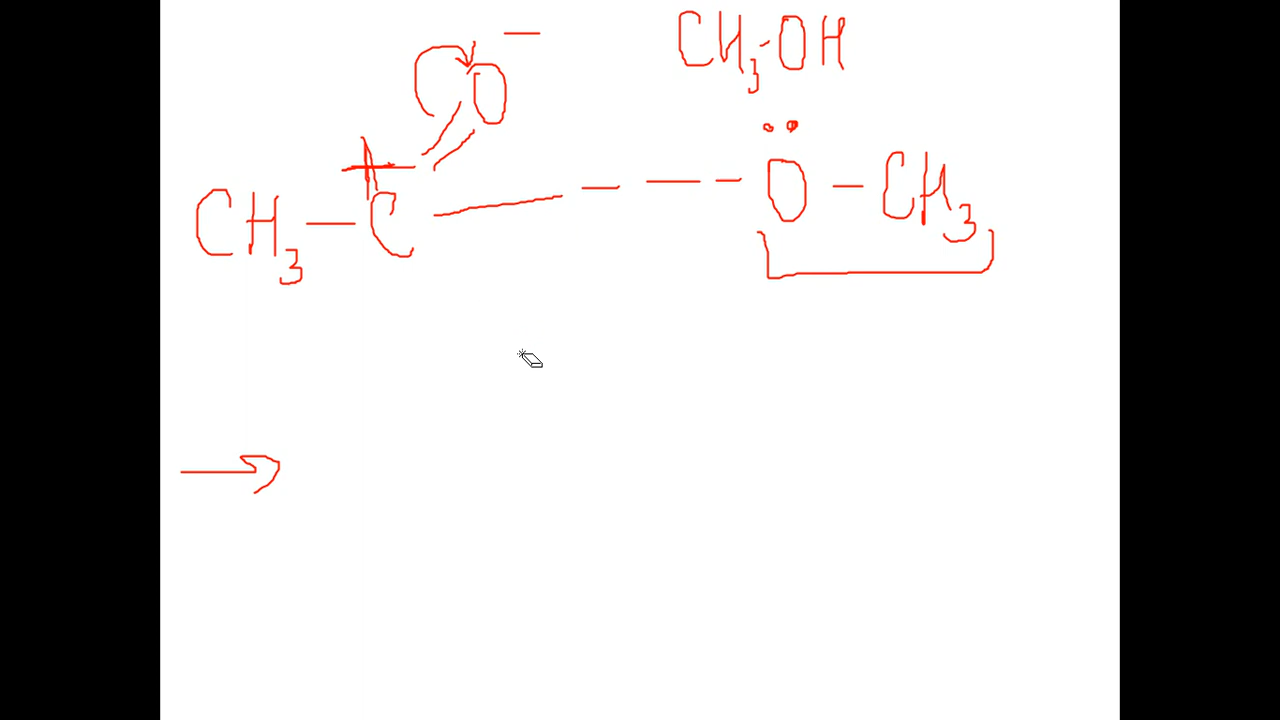 O⁻ CH₃-OH
CH₃–C⁺ — – — – Ö – CH₃
→